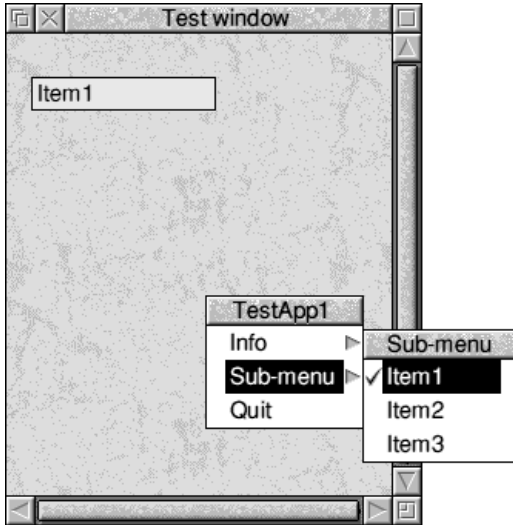 Test window
Item1
TestApp1
Info
Sub-menu
Quit
Sub-menu
Item1
Item2
Item3